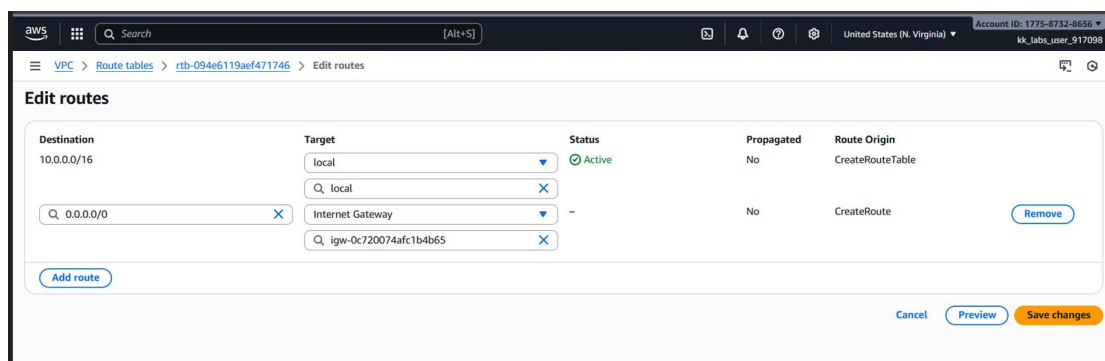 aws
Search
[Alt+S]
United States (N. Virginia)
Account ID: 1775-8732-8656
kk_labs_user_917098
VPC > Route tables > rtb-094e6119aef471746 > Edit routes
Edit routes
Destination Target Status Propagated Route Origin
10.0.0.0/16 local Active No CreateRouteTable
local
0.0.0.0/0 Internet Gateway – No CreateRoute Remove
igw-0c720074afc1b4b65
Add route
Cancel Preview Save changes